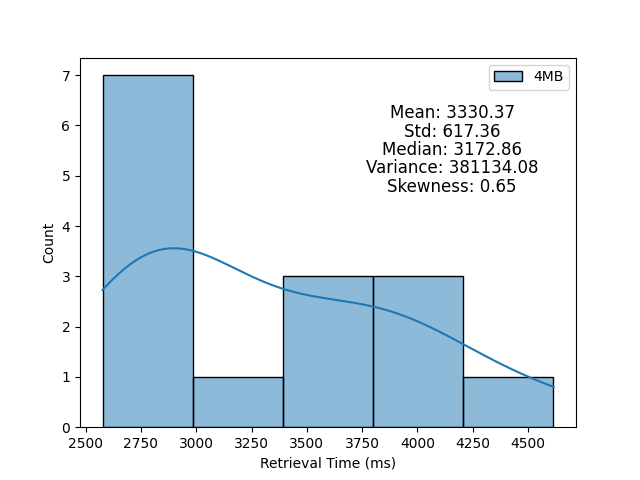 4MB
Mean: 3330.37
Std: 617.36
Median: 3172.86
Variance: 381134.08
Skewness: 0.65
Count
7
6
5
4
3
2
1
0
2500 2750 3000 3250 3500 3750 4000 4250 4500
Retrieval Time (ms)